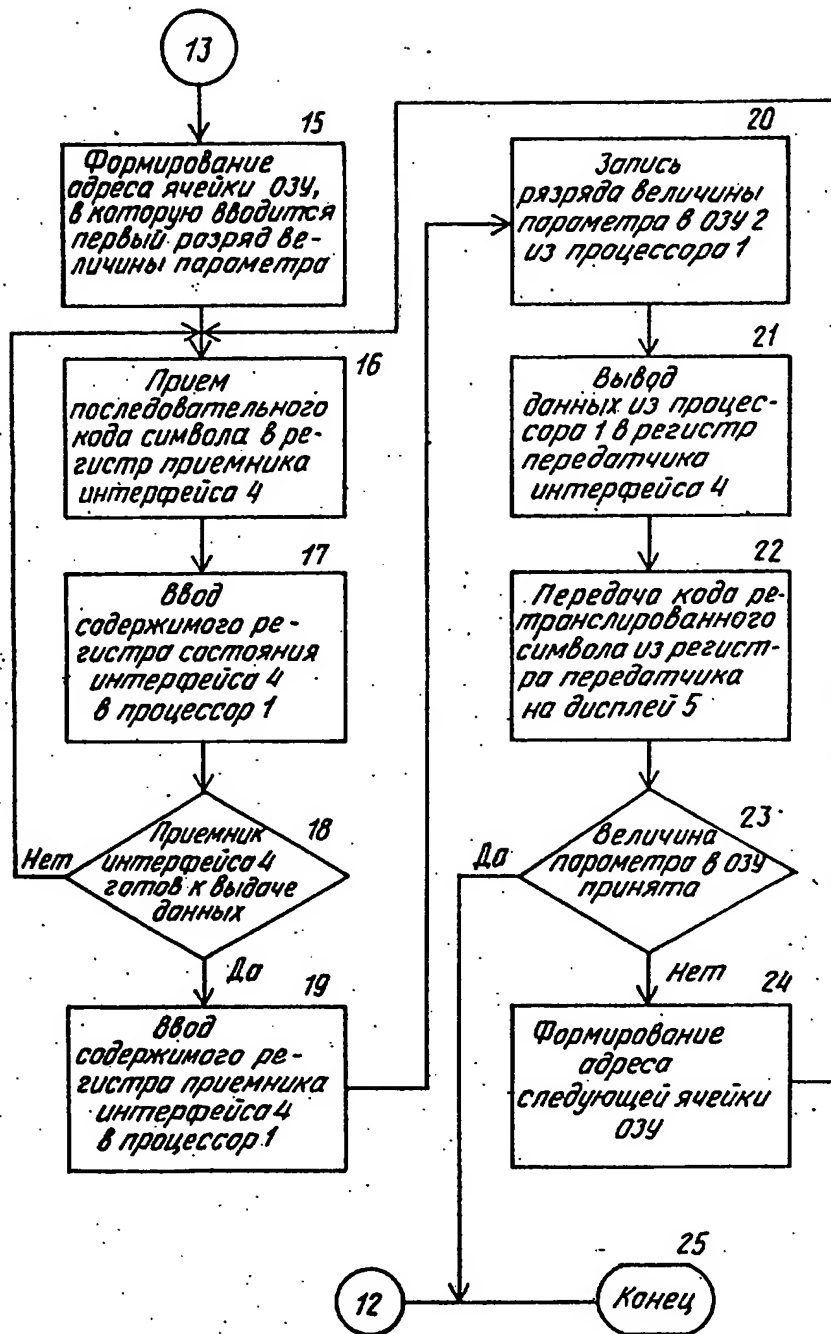 13
15
Формирование
адреса ячейки ОЗУ,
в которую вводится
первый разряд ве-
личины параметра
16
Прием
последовательного
кода символа в ре-
гистр приемника
интерфейса 4
17
Ввод
содержимого ре-
гистра состояния
интерфейса 4
в процессор 1
18
Приемник
интерфейса 4
готов к выдаче
данных
Нет
Да
19
Ввод
содержимого ре-
гистра приемника
интерфейса 4
в процессор 1
20
Запись
рязряда величины
параметра в ОЗУ 2
из процессора 1
21
Вывод
данных из процес-
сора 1 в регистр
передатчика
интерфейса 4
22
Передача кода ре-
транслированного
символа из регист-
ра передатчика
на дисплей 5
23
Величина
параметра в ОЗУ
принята
Да
Нет
24
Формирование
адреса
следующей ячейки
ОЗУ
25
12
Конец